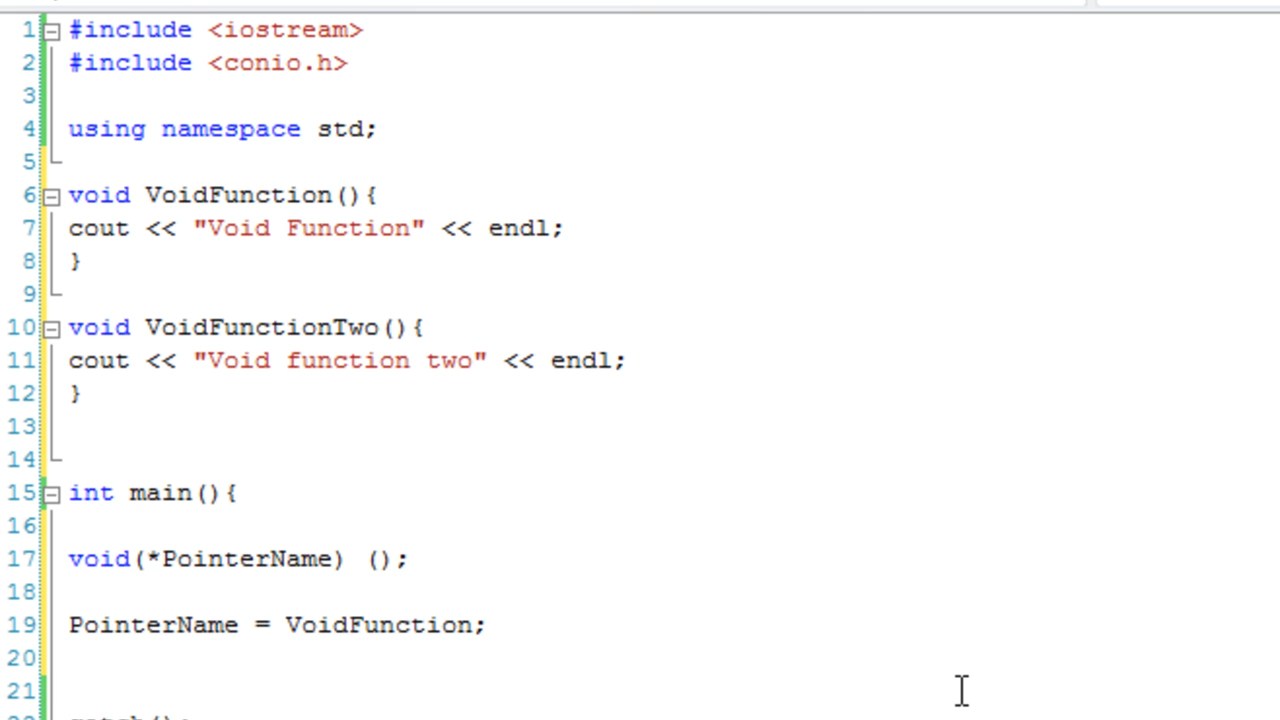 1 #include <iostream>
2 #include <conio.h>
3
4 using namespace std;
5
6 void VoidFunction(){
7 cout << "Void Function" << endl;
8 }
9
10 void VoidFunctionTwo(){
11 cout << "Void function two" << endl;
12 }
13
14
15 int main(){
16
17 void(*PointerName) ();
18
19 PointerName = VoidFunction;
20
21